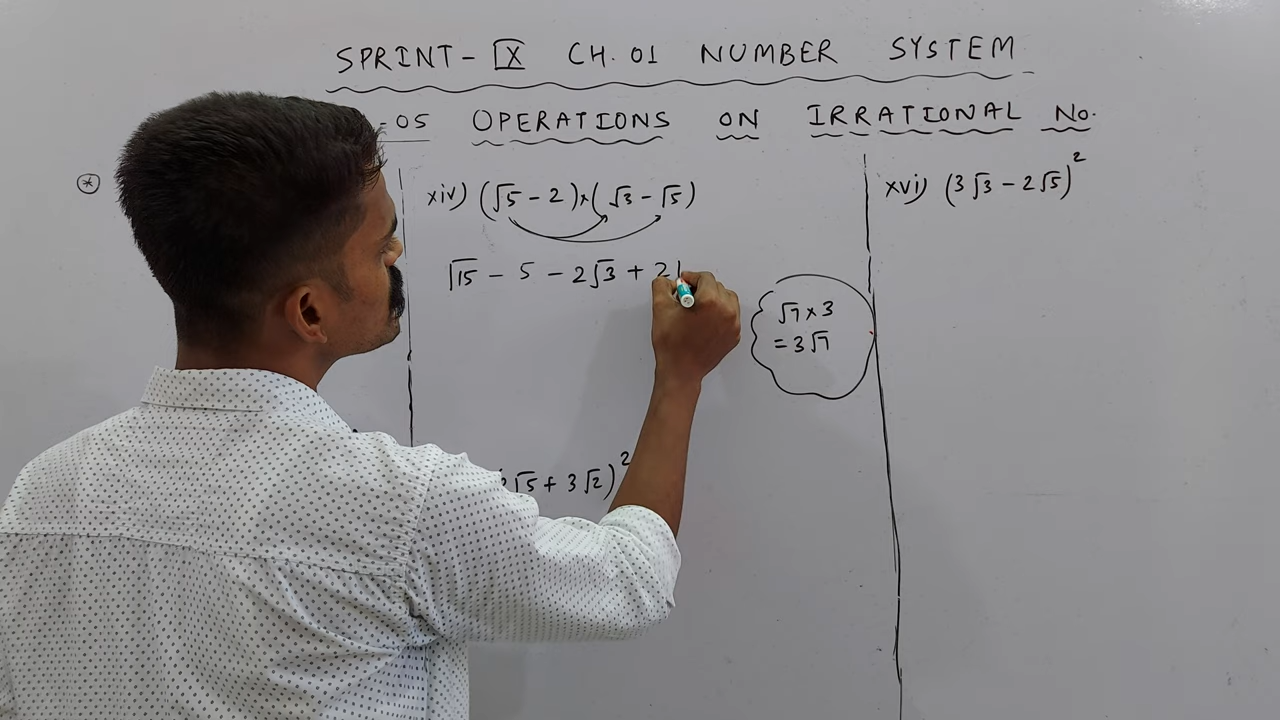 SPRINT-IX CH.01 NUMBER SYSTEM
-05 OPERATIONS ON IRRATIONAL No.
xiv) (√5 - 2)×(√3 - √5)
√15 - 5 - 2√3 + 2
√7 × 3
= 3√7
√5 + 3√2)²
xvi) (3√3 - 2√5)²